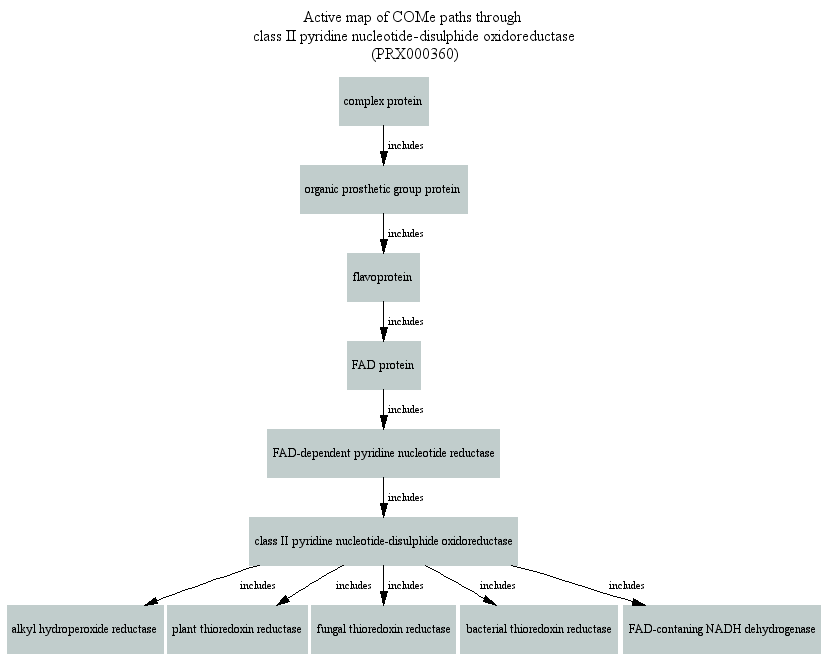 Active map of COMe paths through
class II pyridine nucleotide-disulphide oxidoreductase
(PRX000360)
complex protein
includes
organic prosthetic group protein
includes
flavoprotein
includes
FAD protein
includes
FAD-dependent pyridine nucleotide reductase
includes
class II pyridine nucleotide-disulphide oxidoreductase
includes includes includes includes includes
alkyl hydroperoxide reductase plant thioredoxin reductase fungal thioredoxin reductase bacterial thioredoxin reductase FAD-contaning NADH dehydrogenase